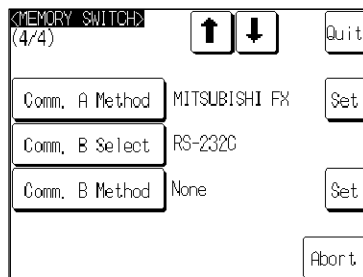 <MEMORY SWITCH>
(4/4)
Quit
Comm. A Method MITSUBISHI FX Set
Comm. B Select RS-232C
Comm. B Method None Set
Abort